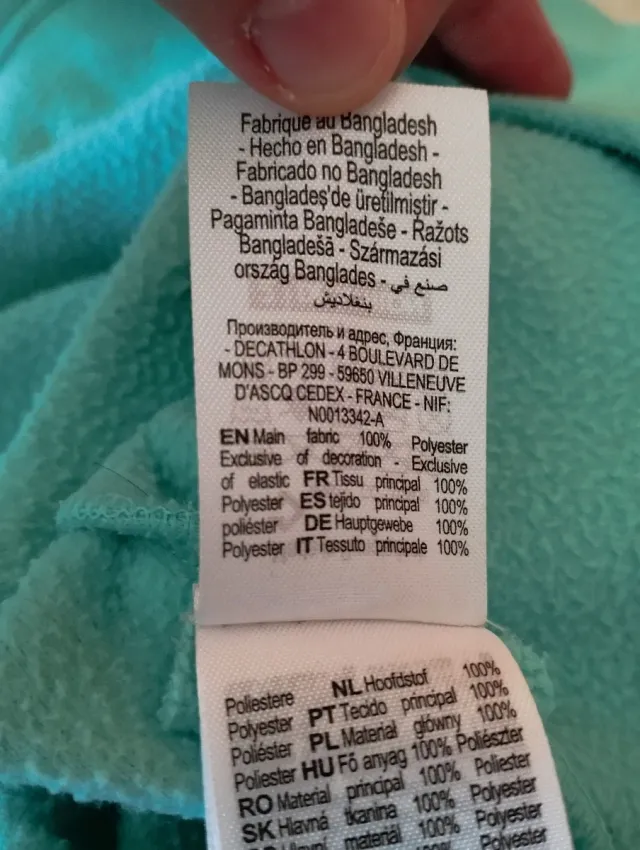 Fabriqué au Bangladesh
- Hecho en Bangladesh -
Fabricado no Bangladesh
- Bangladeş'de üretilmiştir -
Pagaminta Bangladeše - Ražots
Bangladešā - Származási
ország Banglades - صنع في
بنغلاديش
Производитель и адрес, Франция:
- DECATHLON - 4 BOULEVARD DE
MONS - BP 299 - 59650 VILLENEUVE
D'ASCQ CEDEX - FRANCE - NIF:
N0013342-A
EN Main fabric 100% Polyester
Exclusive of decoration - Exclusive
of elastic FR Tissu principal 100%
Polyester ES tejido principal 100%
poliéster DE Hauptgewebe 100%
Polyester IT Tessuto principale 100%
Poliestere NL Hoofdstof 100%
Polyester PT Tecido principal 100%
Poliéster PL Materiał główny 100%
Poliester HU Fő anyag 100% Poliészter
RO Material principal 100% Poliester
SK Hlavná tkanina 100% Polyester
materiál 100% Polyester